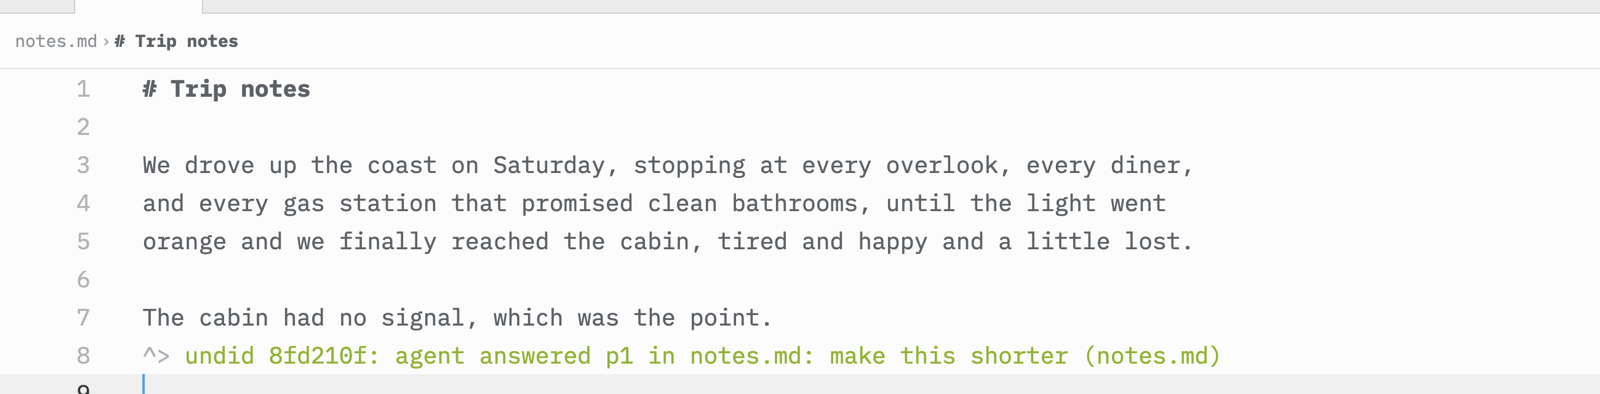 notes.md › # Trip notes
1 # Trip notes
2
3 We drove up the coast on Saturday, stopping at every overlook, every diner,
4 and every gas station that promised clean bathrooms, until the light went
5 orange and we finally reached the cabin, tired and happy and a little lost.
6
7 The cabin had no signal, which was the point.
8 ^> undid 8fd210f: agent answered p1 in notes.md: make this shorter (notes.md)
9